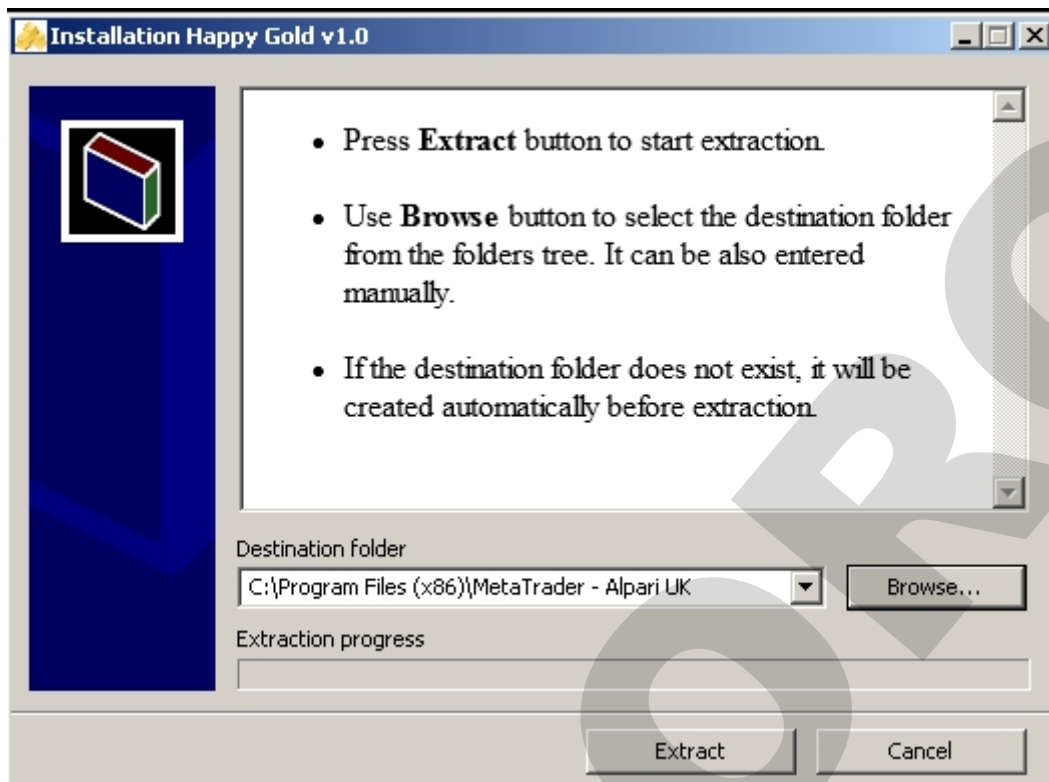 Installation Happy Gold v1.0
• Press Extract button to start extraction.
• Use Browse button to select the destination folder
from the folders tree. It can be also entered
manually.
• If the destination folder does not exist, it will be
created automatically before extraction.
Destination folder
C:\Program Files (x86)\MetaTrader - Alpari UK
Browse...
Extraction progress
Extract
Cancel